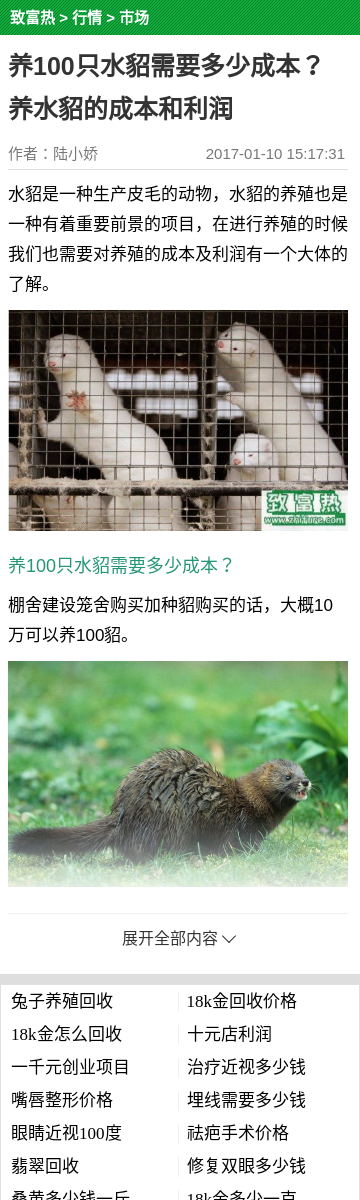 致富热 > 行情 > 市场
养100只水貂需要多少成本？
养水貂的成本和利润
作者：陆小娇 2017-01-10 15:17:31
水貂是一种生产皮毛的动物，水貂的养殖也是
一种有着重要前景的项目，在进行养殖的时候
我们也需要对养殖的成本及利润有一个大体的
了解。
致富热
www.zhifure.com
养100只水貂需要多少成本？
棚舍建设笼舍购买加种貂购买的话，大概10
万可以养100貂。
展开全部内容
兔子养殖回收 18k金回收价格
18k金怎么回收 十元店利润
一千元创业项目 治疗近视多少钱
嘴唇整形价格 埋线需要多少钱
眼睛近视100度 祛疤手术价格
翡翠回收 修复双眼多少钱
桑黄多少钱一斤 18k金多少一克